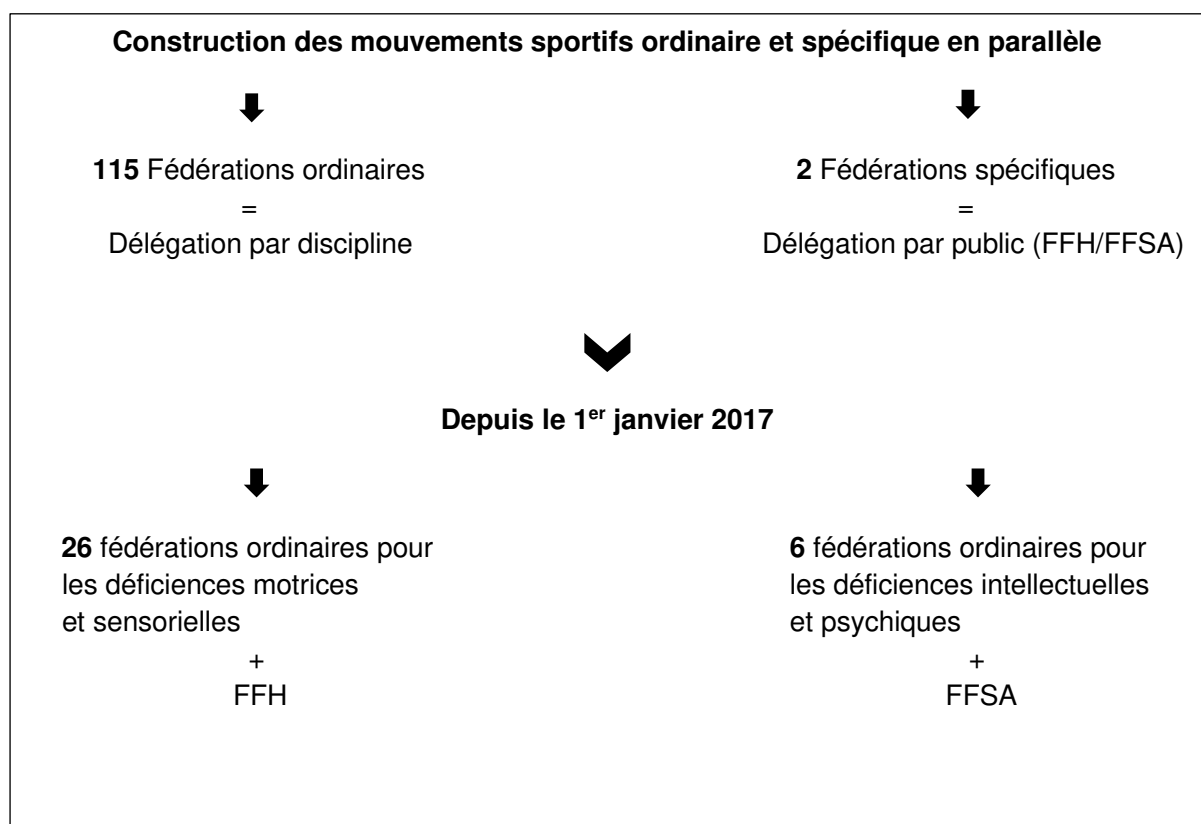 Construction des mouvements sportifs ordinaire et spécifique en parallèle
115 Fédérations ordinaires
=
Délégation par discipline
2 Fédérations spécifiques
=
Délégation par public (FFH/FFSA)
Depuis le 1er janvier 2017
26 fédérations ordinaires pour
les déficiences motrices
et sensorielles
+
FFH
6 fédérations ordinaires pour
les déficiences intellectuelles
et psychiques
+
FFSA